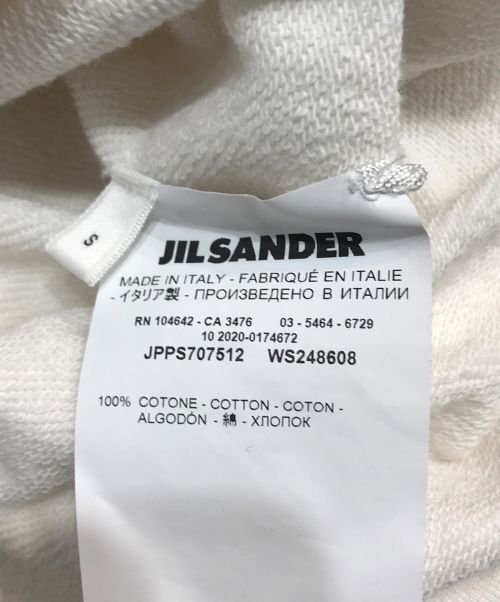 S
JIL SANDER
MADE IN ITALY - FABRIQUÉ EN ITALIE
- イタリア製 - ПРОИЗВЕДЕНО В ИТАЛИИ
RN 104642 - CA 3476 03 - 5464 - 6729
10 2020-0174672
JPPS707512 WS248608
100% COTONE - COTTON - COTON -
ALGODÓN - 綿 - ХЛОПОК